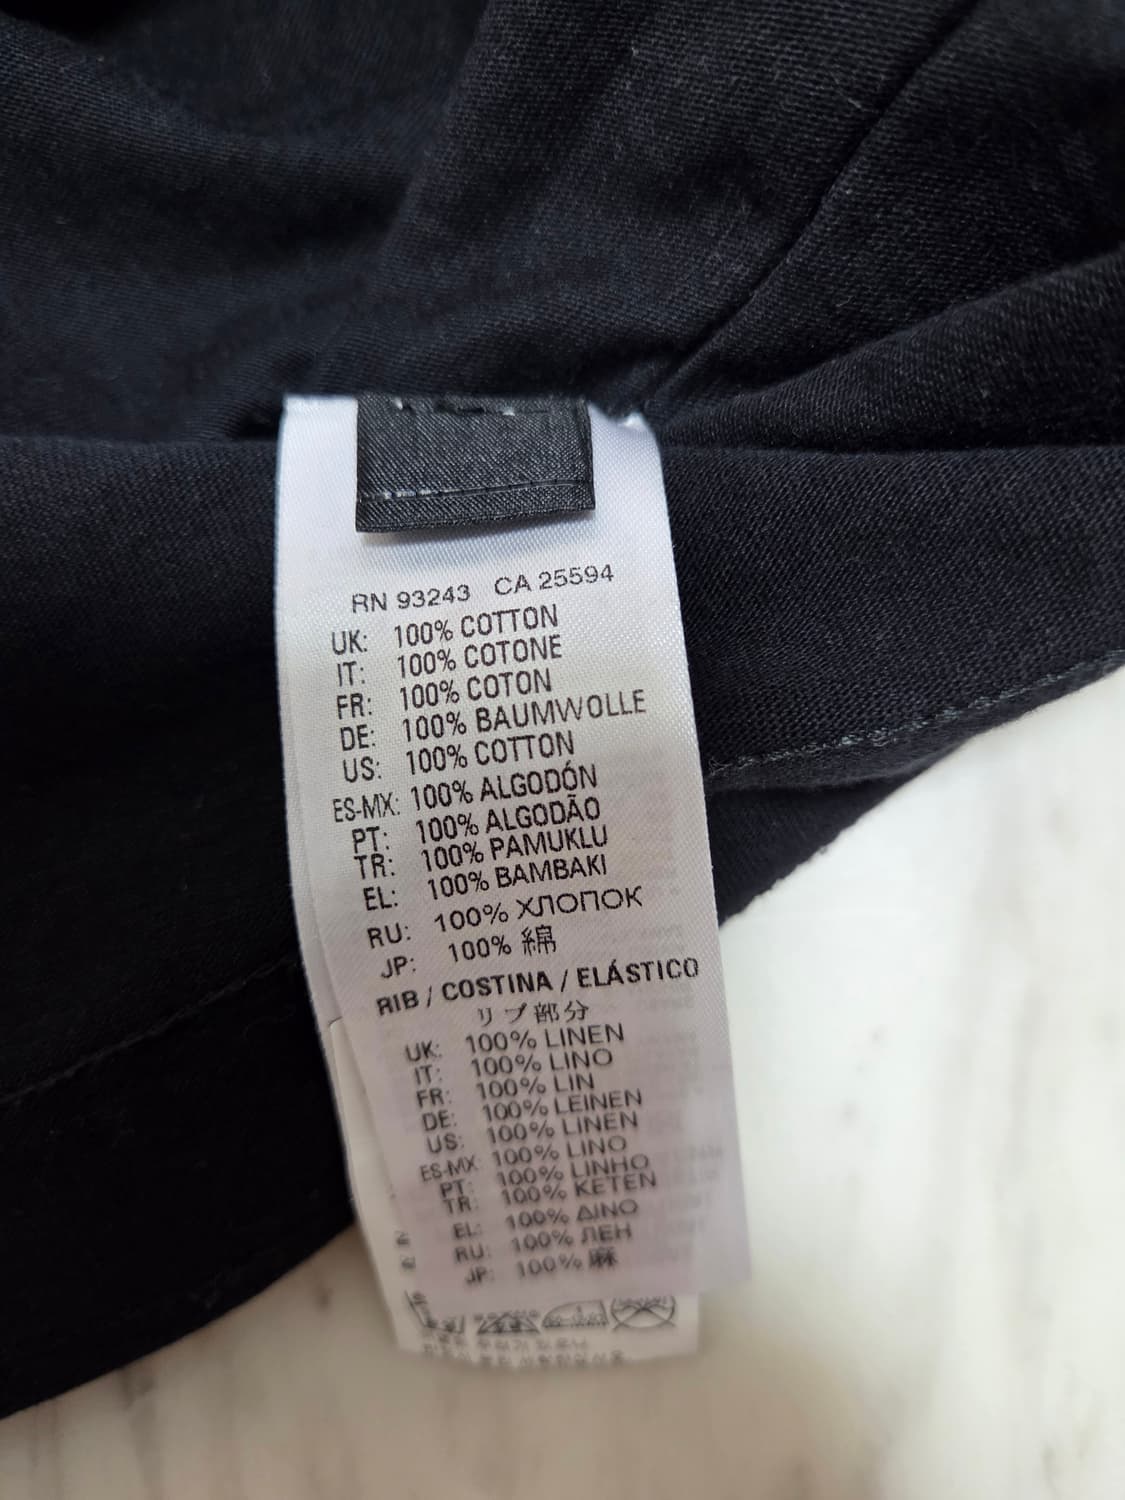 RN 93243 CA 25594
UK: 100% COTTON
IT: 100% COTONE
FR: 100% COTON
DE: 100% BAUMWOLLE
US: 100% COTTON
ES-MX: 100% ALGODÓN
PT: 100% ALGODÃO
TR: 100% PAMUKLU
EL: 100% BAMBAKI
RU: 100% ХЛОПОК
JP: 100% 綿
RIB / COSTINA / ELÁSTICO
リブ部分
UK: 100% LINEN
IT: 100% LINO
FR: 100% LIN
DE: 100% LEINEN
US: 100% LINEN
ES-MX: 100% LINO
PT: 100% LINHO
TR: 100% KETEN
EL: 100% ΔINO
RU: 100% ЛЕН
JP: 100% 麻